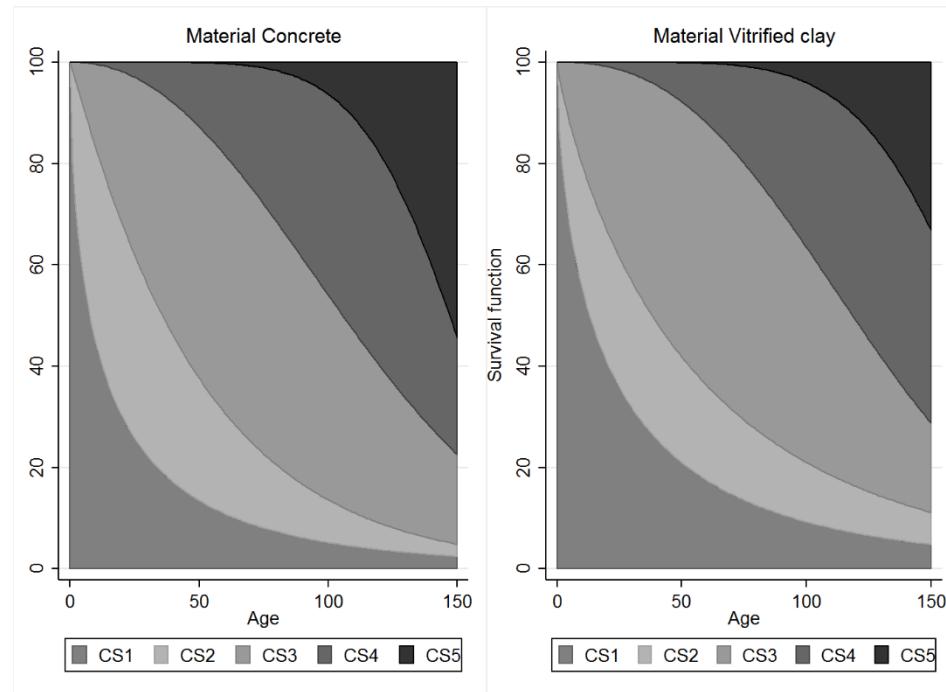 Material Concrete
100
80
60
40
20
0
0 50 100 150
Age
CS1 CS2 CS3 CS4 CS5
Material Vitrified clay
Survival function
100
80
60
40
20
0
0 50 100 150
Age
CS1 CS2 CS3 CS4 CS5